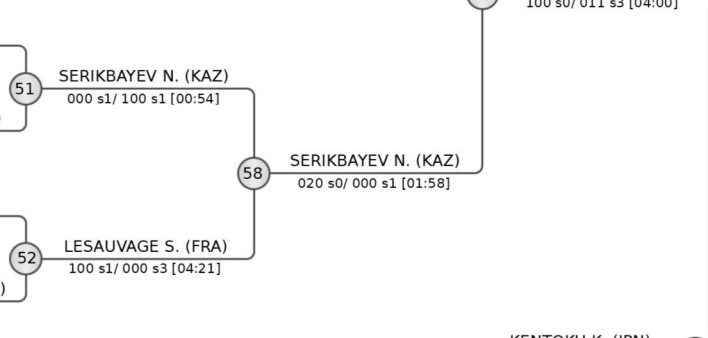 100 s0/ 011 s3 [04:00]
51
SERIKBAYEV N. (KAZ)
000 s1/ 100 s1 [00:54]
58
SERIKBAYEV N. (KAZ)
020 s0/ 000 s1 [01:58]
52
LESAUVAGE S. (FRA)
100 s1/ 000 s3 [04:21]
)